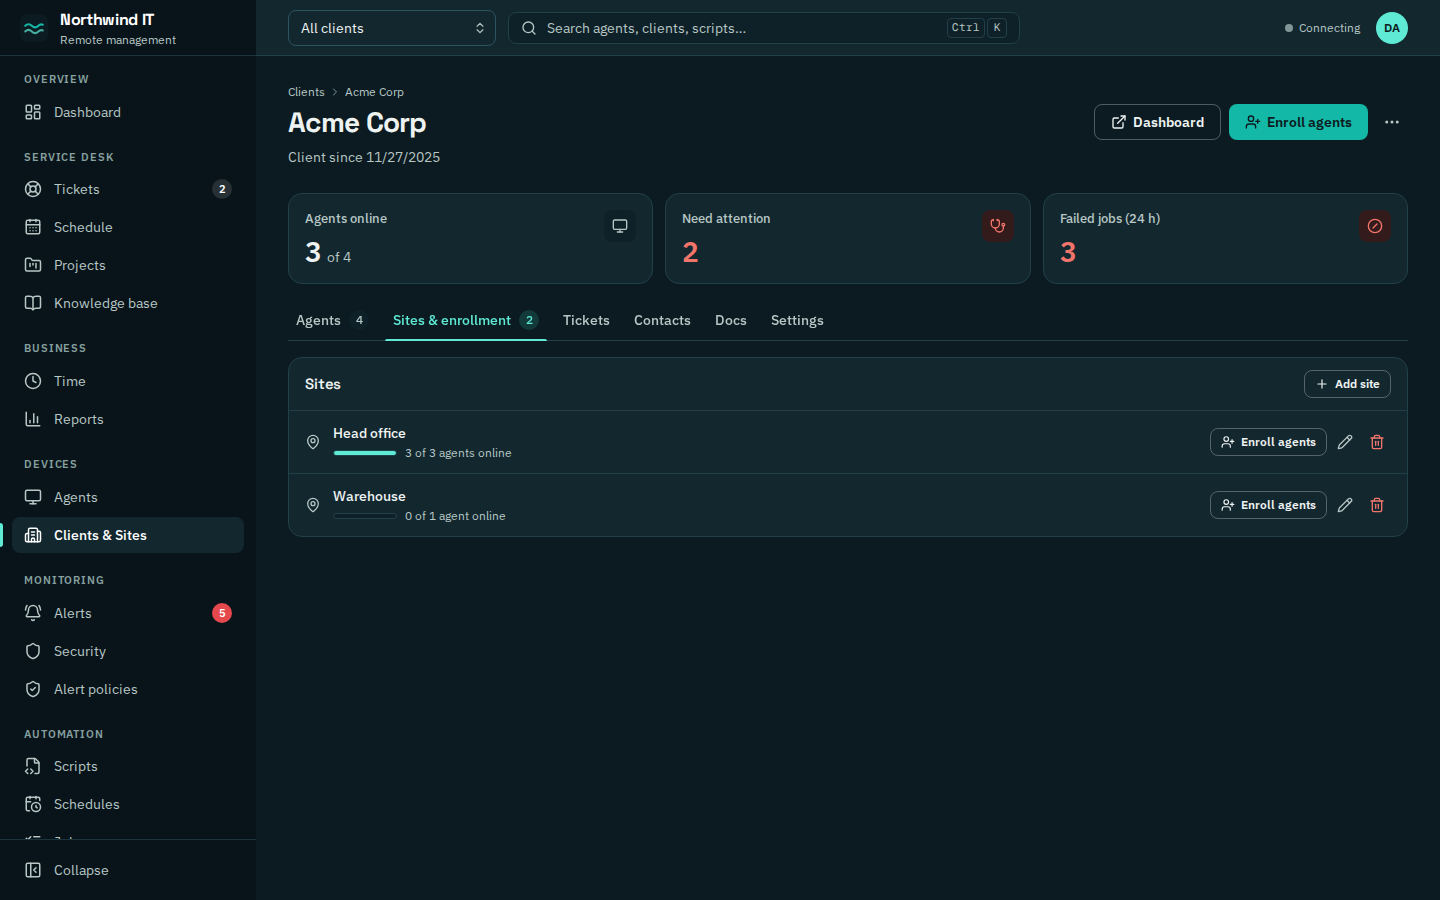 Northwind IT
Remote management
OVERVIEW
Dashboard
SERVICE DESK
Tickets 2
Schedule
Projects
Knowledge base
BUSINESS
Time
Reports
DEVICES
Agents
Clients & Sites
MONITORING
Alerts 5
Security
Alert policies
AUTOMATION
Scripts
Schedules
Collapse
All clients
Search agents, clients, scripts... Ctrl K
Connecting DA
Clients Acme Corp
Acme Corp
Client since 11/27/2025
Dashboard Enroll agents
Agents online
3 of 4
Need attention
2
Failed jobs (24 h)
3
Agents 4 Sites & enrollment 2 Tickets Contacts Docs Settings
Sites Add site
Head office
3 of 3 agents online
Enroll agents
Warehouse
0 of 1 agent online
Enroll agents